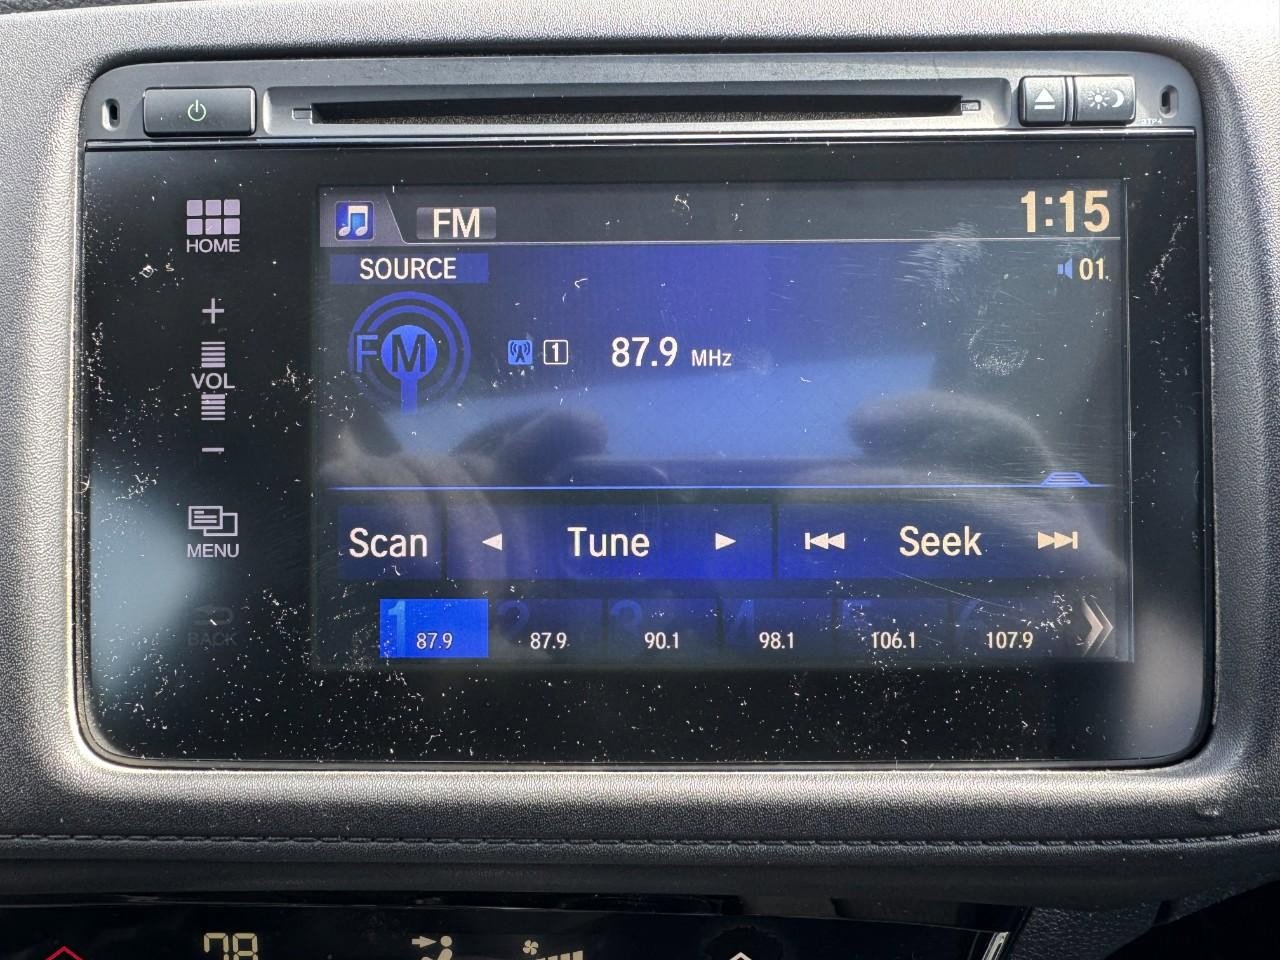 FM
1:15
HOME
SOURCE
01
+
FM
1
87.9 MHz
VOL
−
Scan
Tune
Seek
MENU
BACK
1 87.9
2 87.9
3 90.1
4 98.1
5 106.1
6 107.9
78